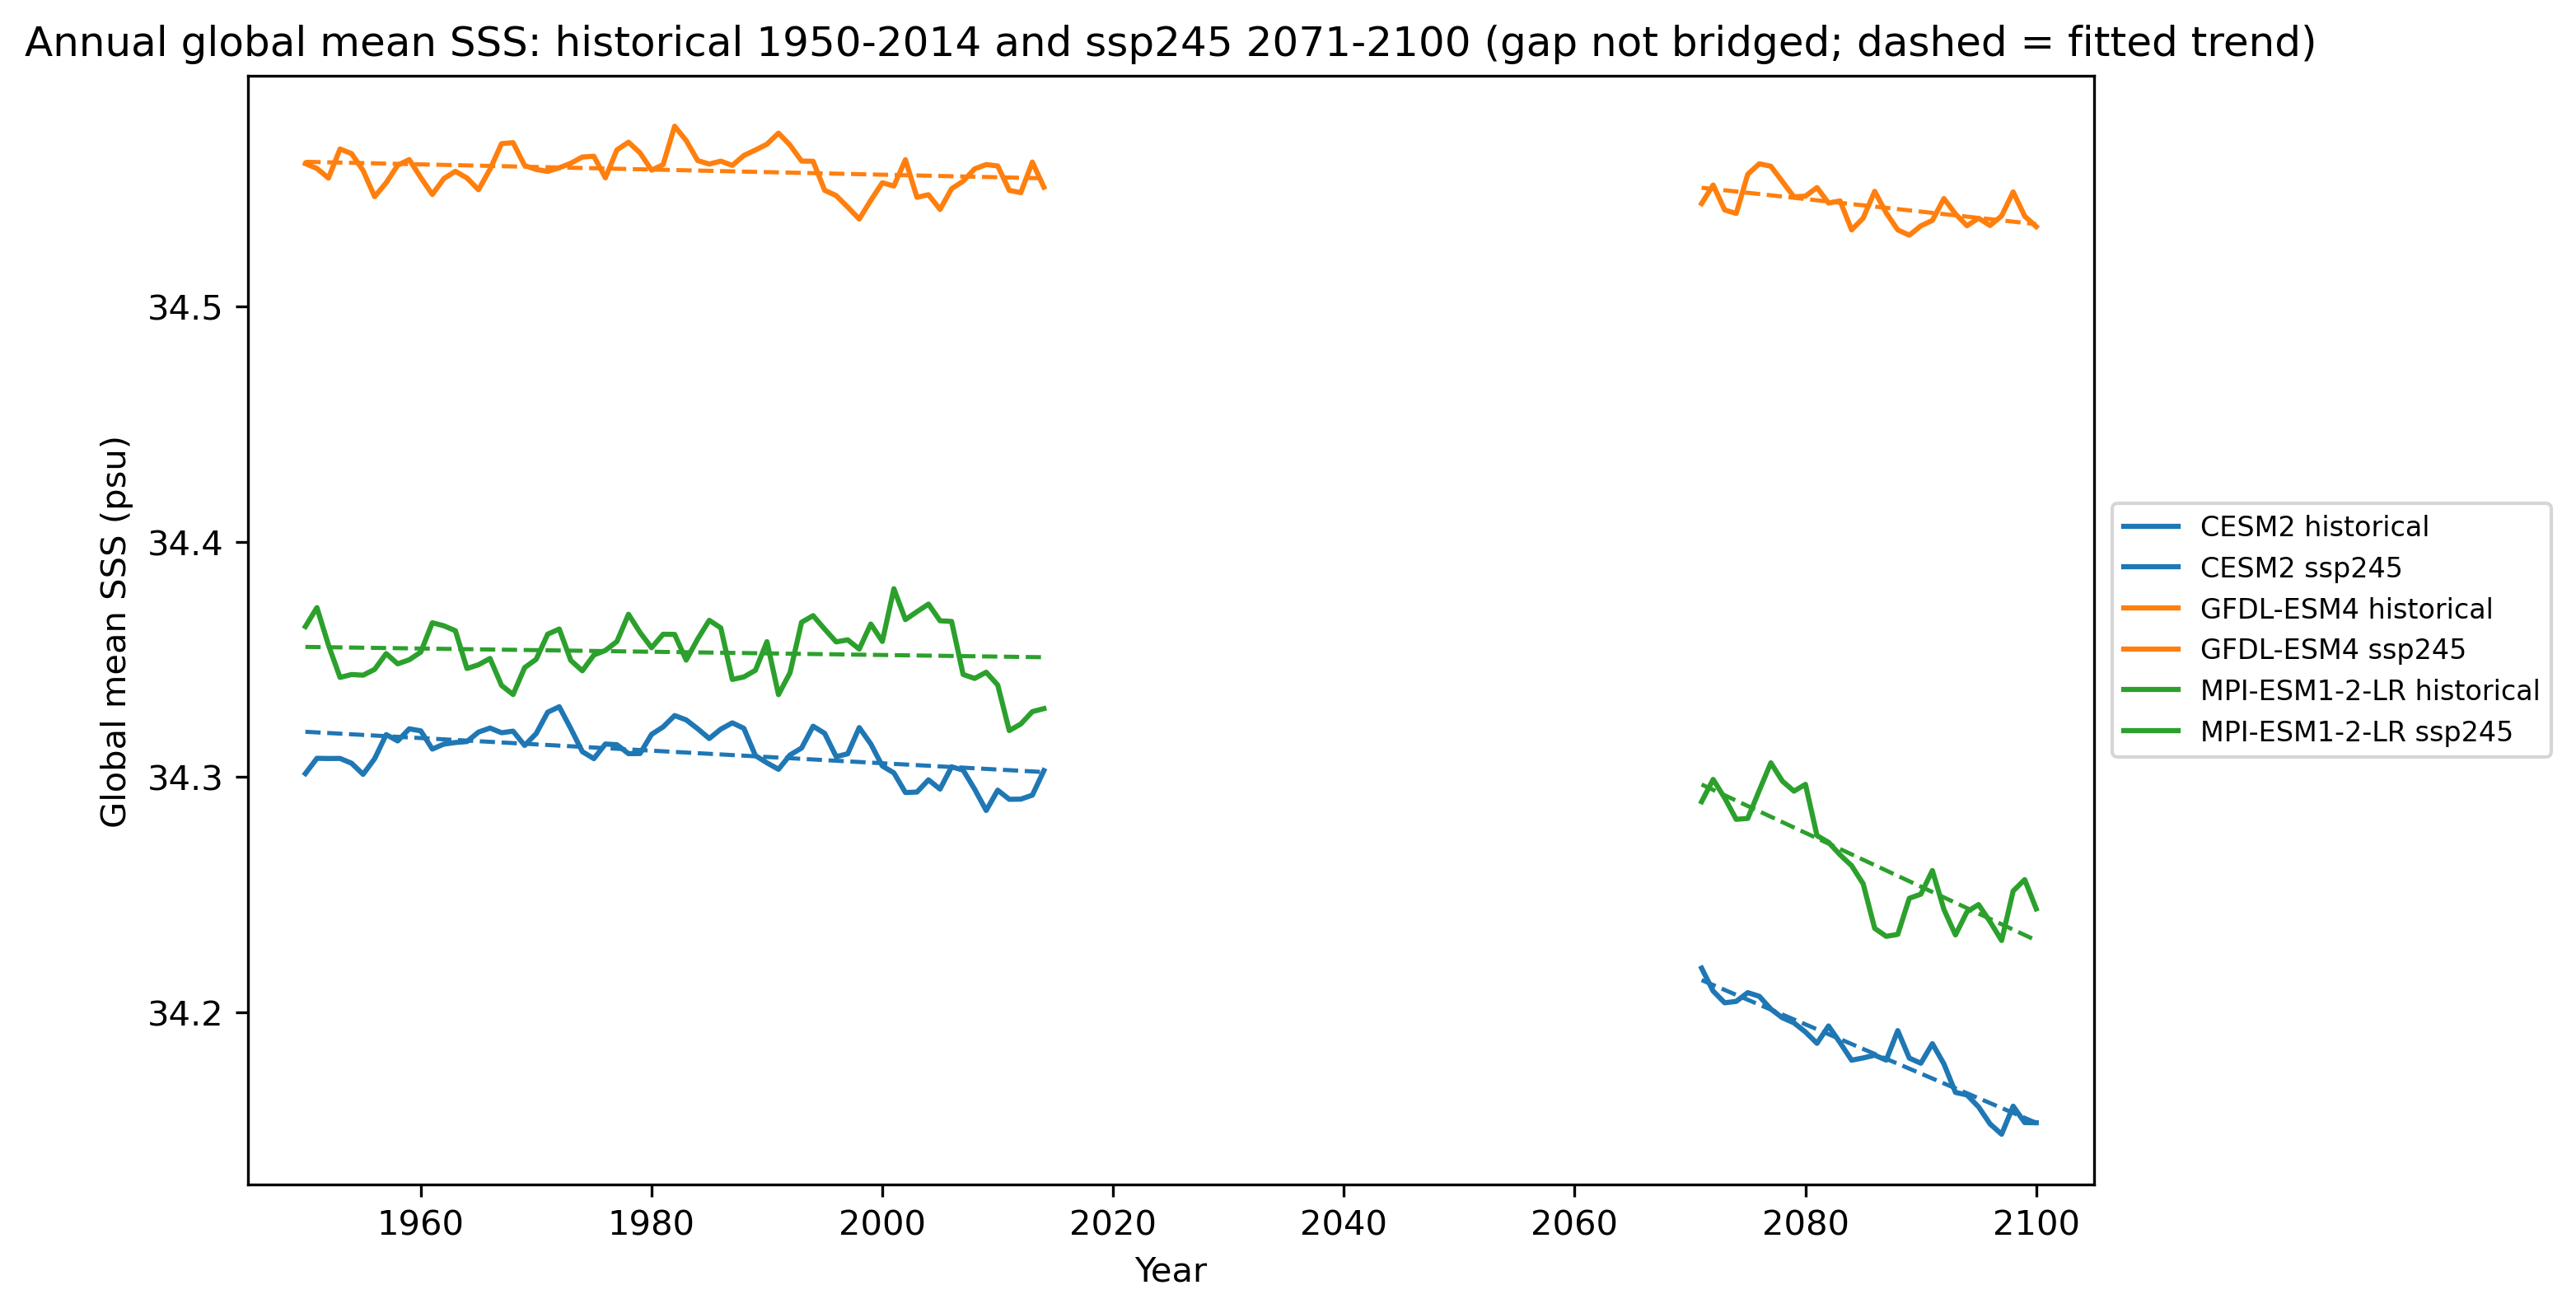 Annual global mean SSS: historical 1950-2014 and ssp245 2071-2100 (gap not bridged; dashed = fitted trend)
Global mean SSS (psu)
34.5
34.4
34.3
34.2
1960
1980
2000
2020
2040
2060
2080
2100
Year
CESM2 historical
CESM2 ssp245
GFDL-ESM4 historical
GFDL-ESM4 ssp245
MPI-ESM1-2-LR historical
MPI-ESM1-2-LR ssp245